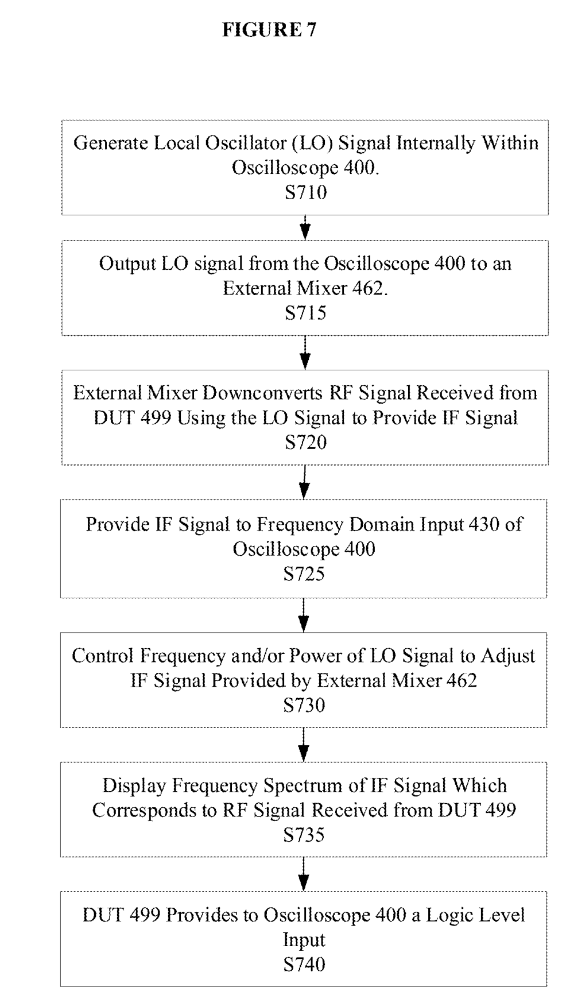 FIGURE 7
Generate Local Oscillator (LO) Signal Internally Within
Oscilloscope 400.
S710
Output LO signal from the Oscilloscope 400 to an
External Mixer 462.
S715
External Mixer Downconverts RF Signal Received from
DUT 499 Using the LO Signal to Provide IF Signal
S720
Provide IF Signal to Frequency Domain Input 430 of
Oscilloscope 400
S725
Control Frequency and/or Power of LO Signal to Adjust
IF Signal Provided by External Mixer 462
S730
Display Frequency Spectrum of IF Signal Which
Corresponds to RF Signal Received from DUT 499
S735
DUT 499 Provides to Oscilloscope 400 a Logic Level
Input
S740